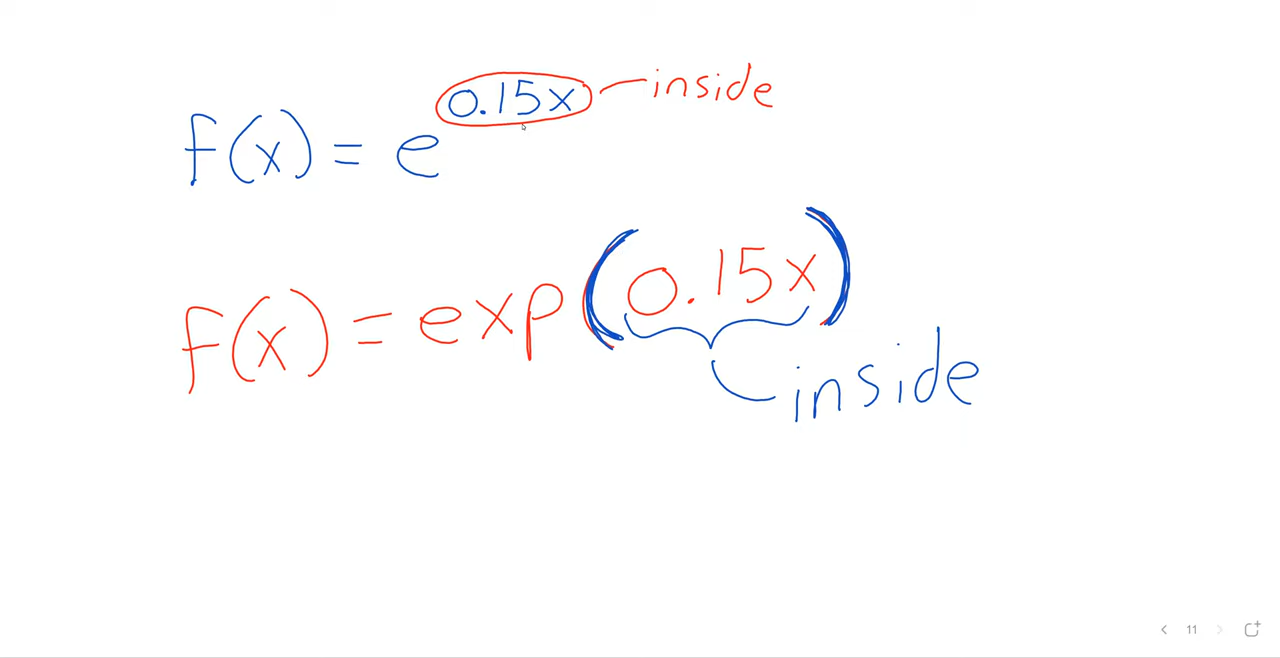 f(x) = e^0.15x inside
f(x) = exp(0.15x)
inside
11